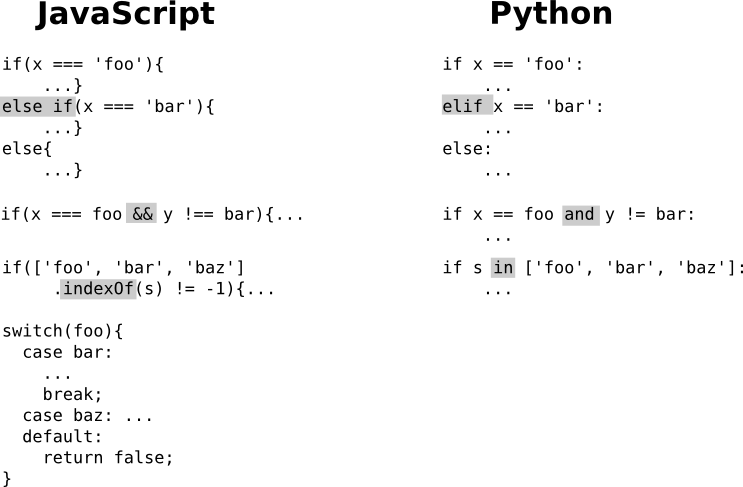 JavaScript
if(x === 'foo'){
    ...}
else if(x === 'bar'){
    ...}
else{
    ...}
if(x === foo && y !== bar){...
if(['foo', 'bar', 'baz']
     .indexOf(s) != -1){...
switch(foo){
  case bar:
    ...
    break;
  case baz: ...
  default:
    return false;
}
Python
if x == 'foo':
    ...
elif x == 'bar':
    ...
else:
    ...
if x == foo and y != bar:
    ...
if s in ['foo', 'bar', 'baz']:
    ...